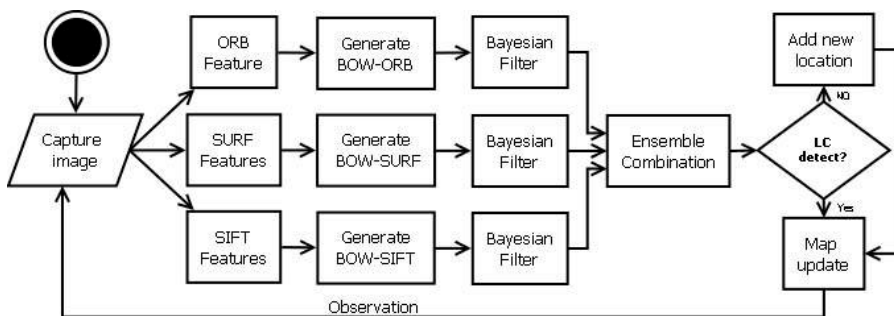 Capture
image
ORB
Feature
Generate
BOW-ORB
Bayesian
Filter
SURF
Features
Generate
BOW-SURF
Bayesian
Filter
SIFT
Features
Generate
BOW-SIFT
Bayesian
Filter
Ensemble
Combination
Add new
location
NO
LC
detect?
Yes
Map
update
Observation